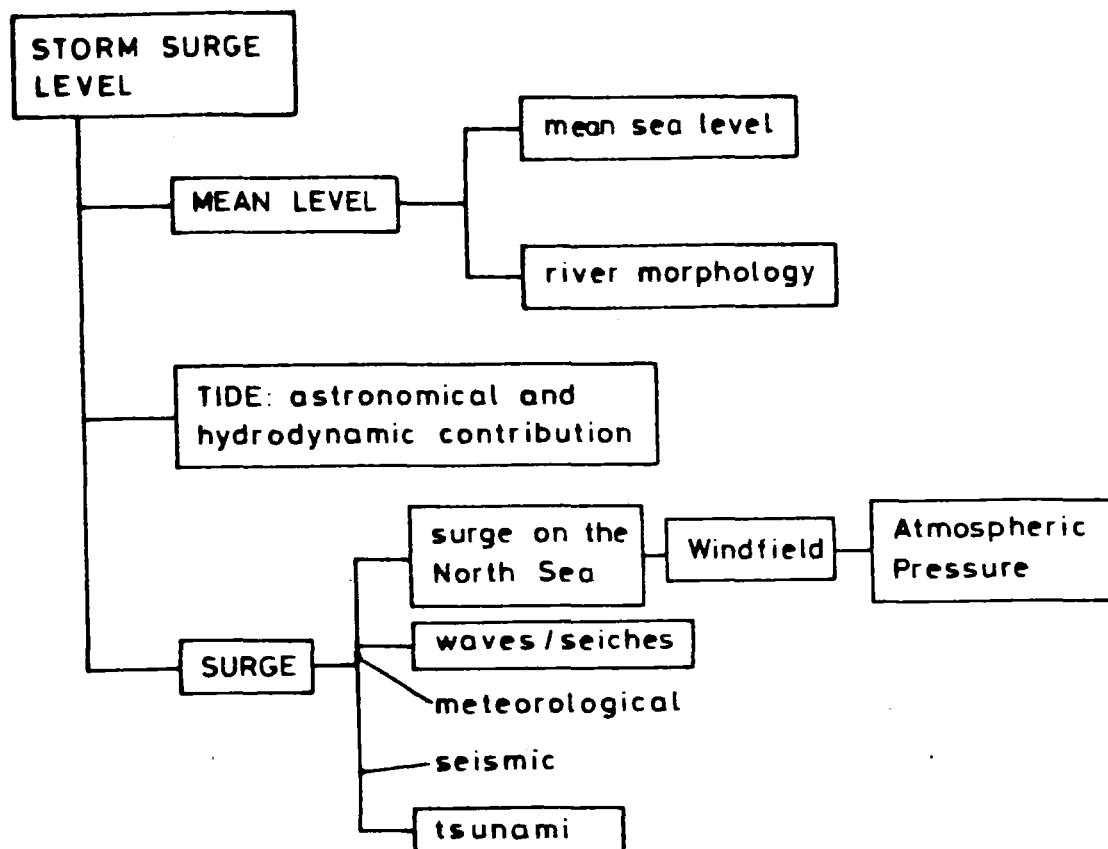 STORM SURGE
LEVEL
mean sea level
MEAN LEVEL
river morphology
TIDE: astronomical and
hydrodynamic contribution
surge on the
North Sea
Windfield
Atmospheric
Pressure
waves/seiches
SURGE
meteorological
seismic
tsunami